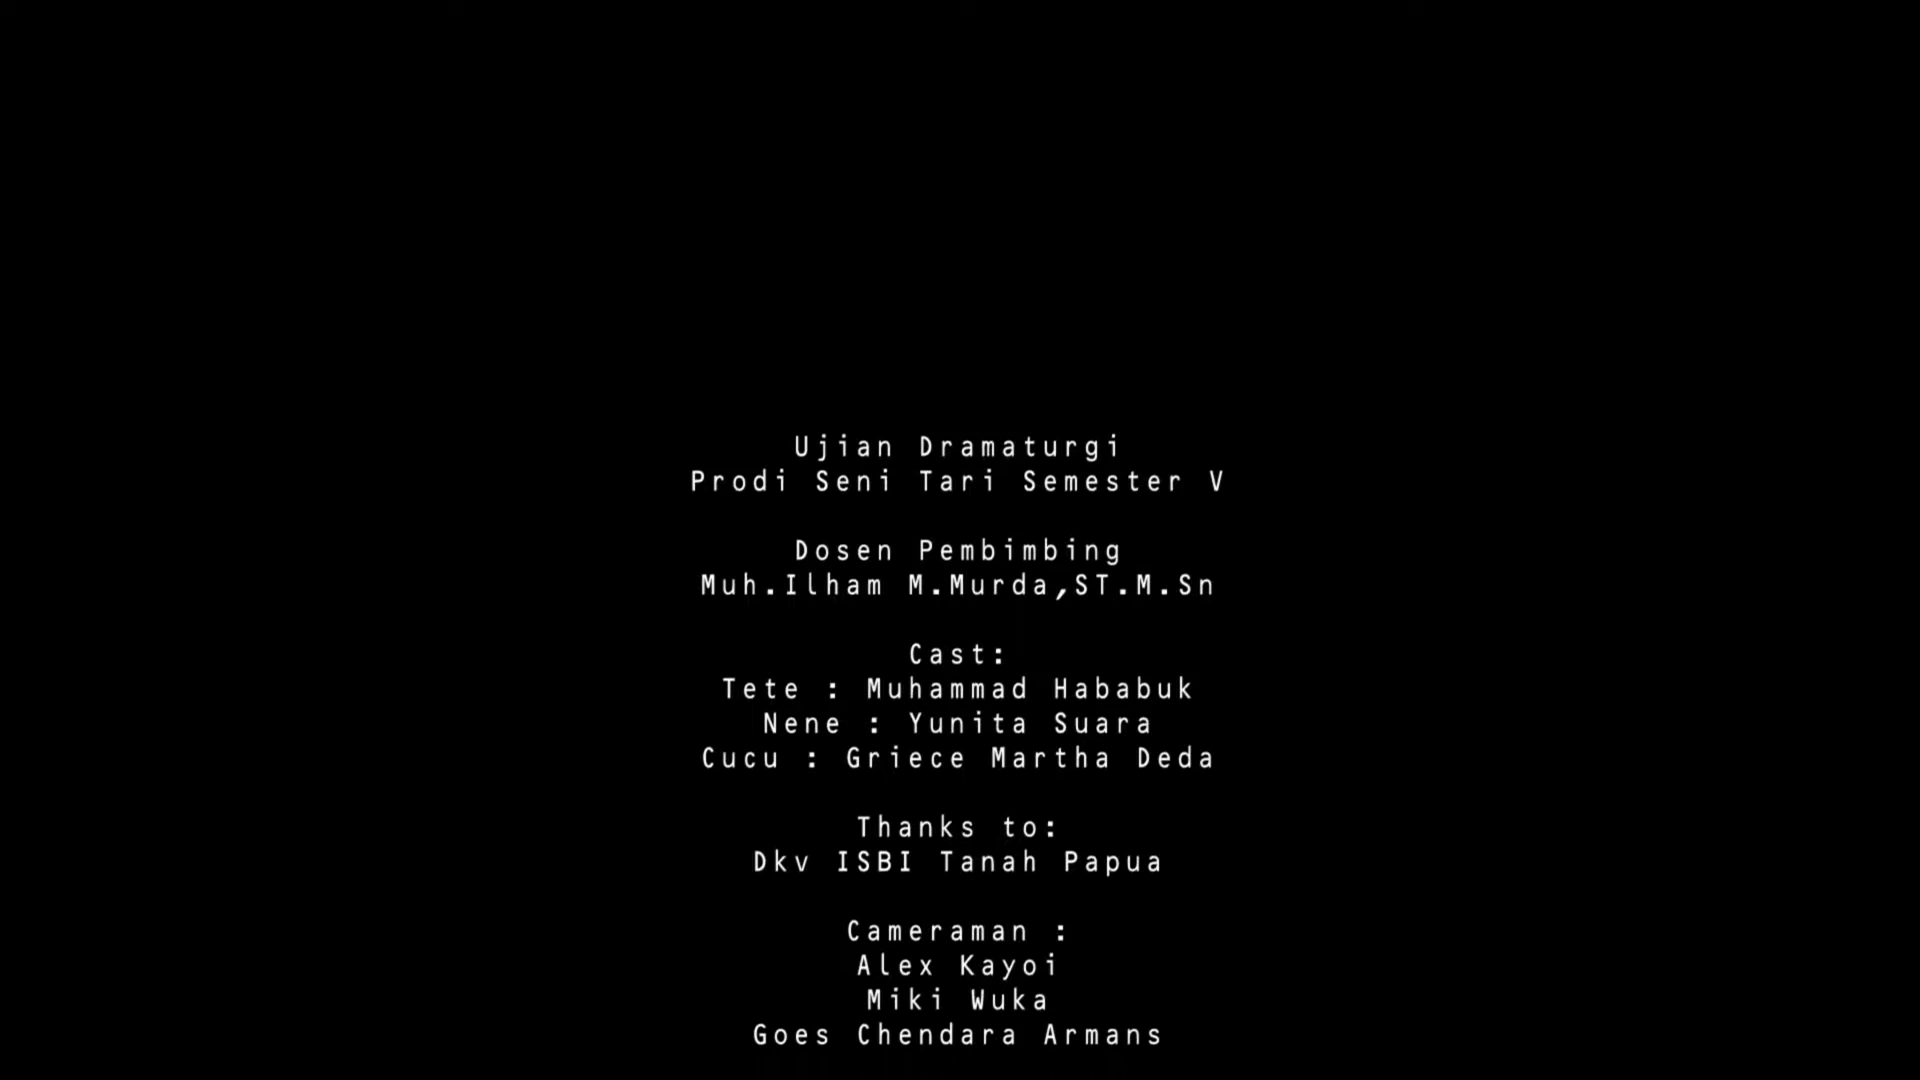 Ujian Dramaturgi
Prodi Seni Tari Semester V
Dosen Pembimbing
Muh.Ilham M.Murda,ST.M.Sn
Cast:
Tete : Muhammad Hababuk
Nene : Yunita Suara
Cucu : Griece Martha Deda
Thanks to:
Dkv ISBI Tanah Papua
Cameraman :
Alex Kayoi
Miki Wuka
Goes Chendara Armans